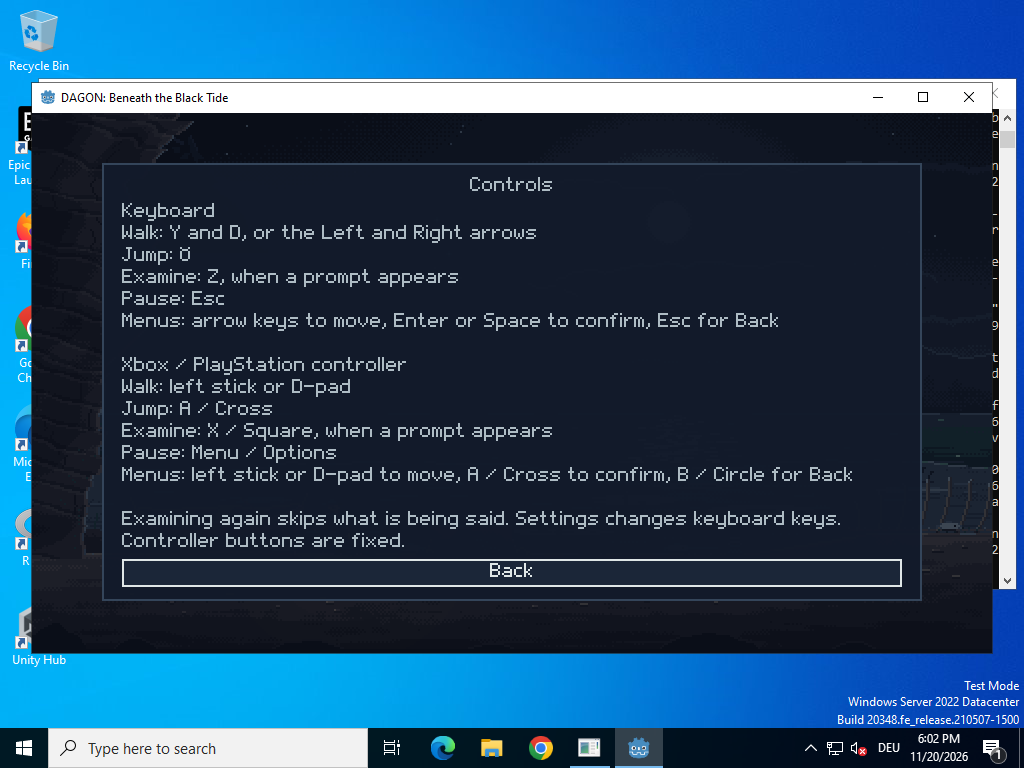 Recycle Bin
DAGON: Beneath the Black Tide
Controls
Keyboard
Walk: Y and D, or the Left and Right arrows
Jump: Ö
Examine: Z, when a prompt appears
Pause: Esc
Menus: arrow keys to move, Enter or Space to confirm, Esc for Back
Xbox / PlayStation controller
Walk: left stick or D-pad
Jump: A / Cross
Examine: X / Square, when a prompt appears
Pause: Menu / Options
Menus: left stick or D-pad to move, A / Cross to confirm, B / Circle for Back
Examining again skips what is being said. Settings changes keyboard keys.
Controller buttons are fixed.
Back
Unity Hub
Test Mode
Windows Server 2022 Datacenter
Build 20348.fe_release.210507-1500
Type here to search
DEU
6:02 PM
11/20/2026
1